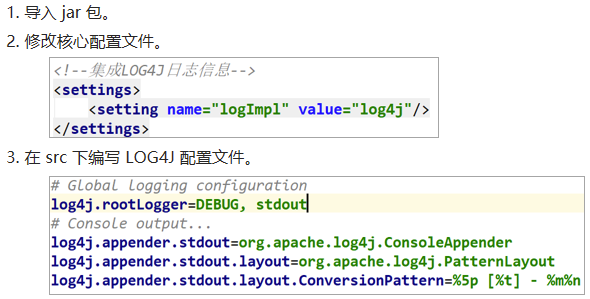 1. 导入 jar 包。
2. 修改核心配置文件。
<!--集成LOG4J日志信息-->
<settings>
    <setting name="logImpl" value="log4j"/>
</settings>
3. 在 src 下编写 LOG4J 配置文件。
# Global logging configuration
log4j.rootLogger=DEBUG, stdout
# Console output...
log4j.appender.stdout=org.apache.log4j.ConsoleAppender
log4j.appender.stdout.layout=org.apache.log4j.PatternLayout
log4j.appender.stdout.layout.ConversionPattern=%5p [%t] - %m%n